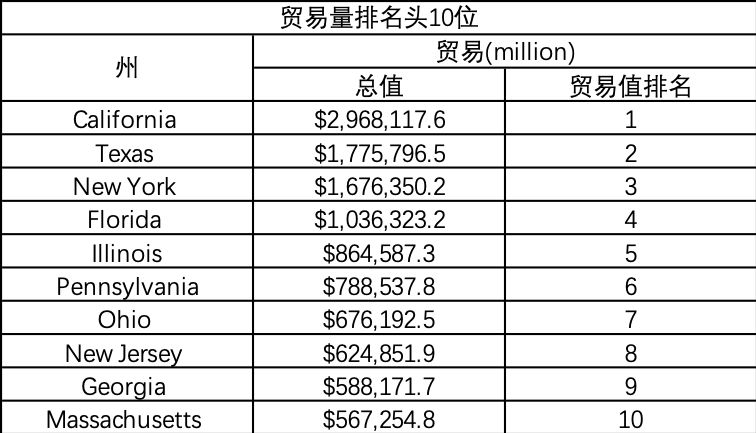 贸易量排名头10位
州 贸易(million)
总值 贸易值排名
California $2,968,117.6 1
Texas $1,775,796.5 2
New York $1,676,350.2 3
Florida $1,036,323.2 4
Illinois $864,587.3 5
Pennsylvania $788,537.8 6
Ohio $676,192.5 7
New Jersey $624,851.9 8
Georgia $588,171.7 9
Massachusetts $567,254.8 10